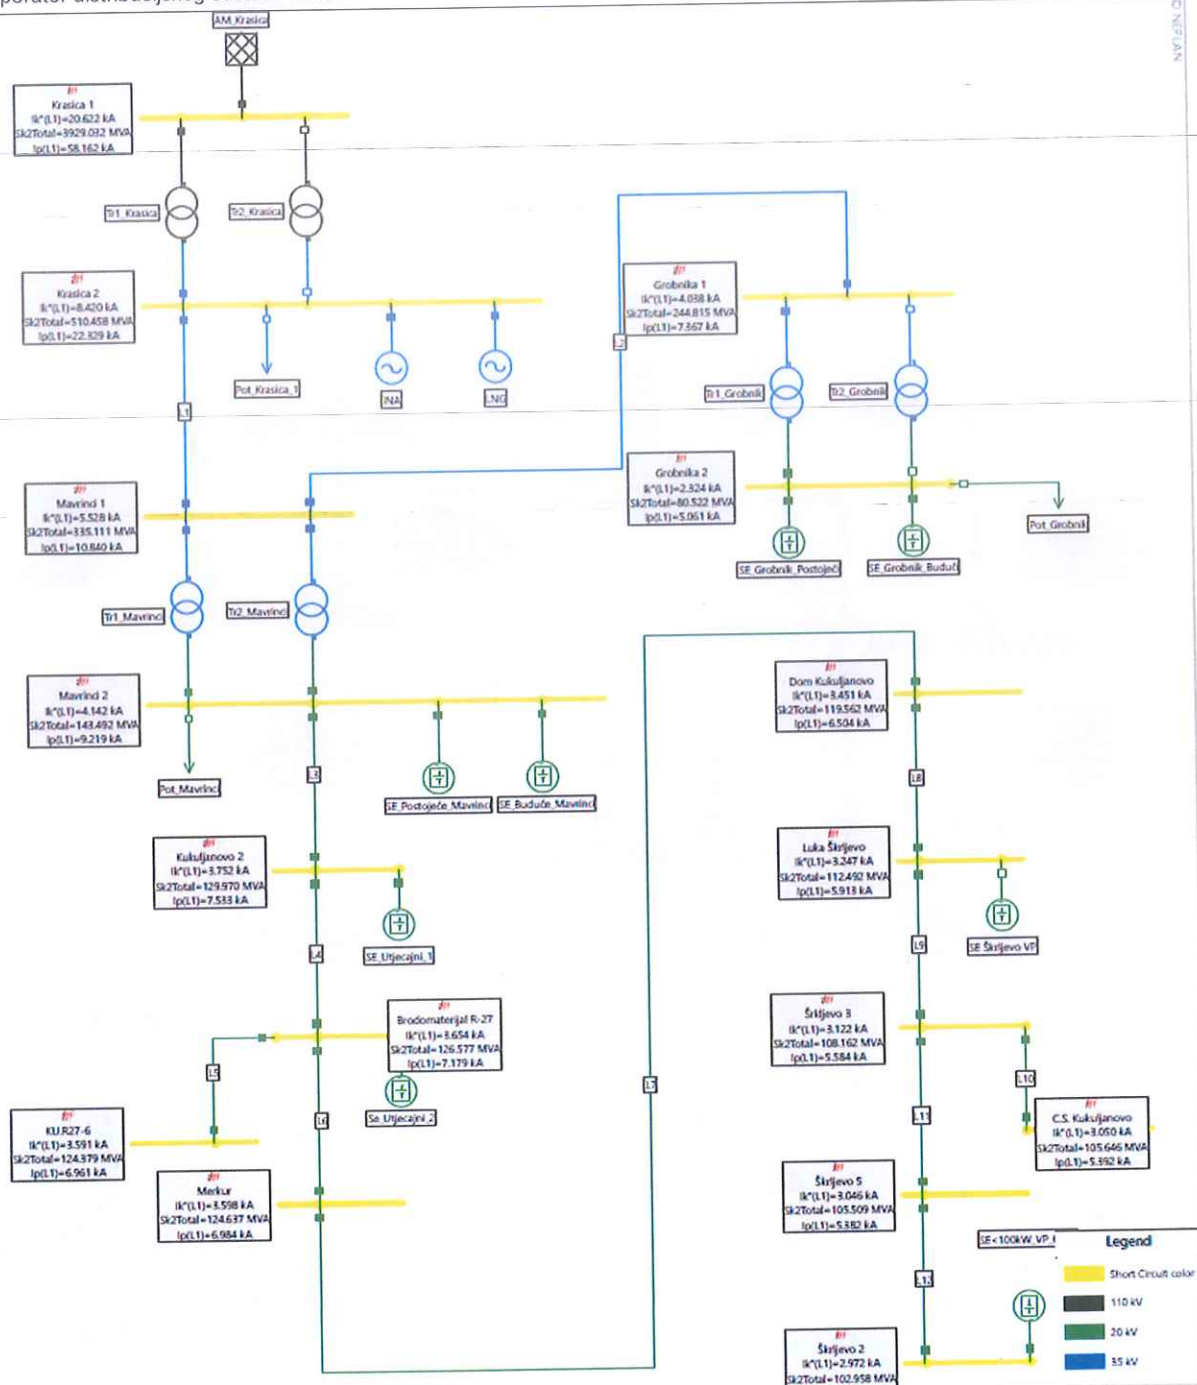 AM_Krasica
Krasica 1
Ik"(L1)=20.622 kA
Sk2Total=3929.032 MVA
Ip(L1)=58.162 kA
Tr1_Krasica
Tr2_Krasica
Krasica 2
Ik"(L1)=8.420 kA
Sk2Total=510.458 MVA
Ip(L1)=22.329 kA
Pot_Krasica_1
INA
LNG
L1
L2
Grobnika 1
Ik"(L1)=4.038 kA
Sk2Total=244.815 MVA
Ip(L1)=7.367 kA
Tr1_Grobnik
Tr2_Grobnik
Grobnika 2
Ik"(L1)=2.324 kA
Sk2Total=80.522 MVA
Ip(L1)=5.061 kA
Pot_Grobnik
SE_Grobnik_Postojeći
SE_Grobnik_Budući
Mavrinci 1
Ik"(L1)=5.528 kA
Sk2Total=335.111 MVA
Ip(L1)=10.840 kA
Tr1_Mavrinci
Tr2_Mavrinci
Mavrinci 2
Ik"(L1)=4.142 kA
Sk2Total=143.492 MVA
Ip(L1)=9.219 kA
Pot_Mavrinci
L3
SE_Postojeće_Mavrinci
SE_Buduće_Mavrinci
Kukuljanovo 2
Ik"(L1)=3.752 kA
Sk2Total=129.970 MVA
Ip(L1)=7.533 kA
SE_Utjecajni_1
L4
Brodomaterijal R-27
Ik"(L1)=3.654 kA
Sk2Total=126.577 MVA
Ip(L1)=7.179 kA
Se_Utjecajni_2
L5
L6
KU.R27-6
Ik"(L1)=3.591 kA
Sk2Total=124.379 MVA
Ip(L1)=6.961 kA
Merkur
Ik"(L1)=3.598 kA
Sk2Total=124.637 MVA
Ip(L1)=6.984 kA
L7
Dom Kukuljanovo
Ik"(L1)=3.451 kA
Sk2Total=119.562 MVA
Ip(L1)=6.504 kA
L8
Luka Škrljevo
Ik"(L1)=3.247 kA
Sk2Total=112.492 MVA
Ip(L1)=5.913 kA
SE Škrljevo VP
L9
Šrkljevo 3
Ik"(L1)=3.122 kA
Sk2Total=108.162 MVA
Ip(L1)=5.584 kA
L10
L11
C.S. Kukuljanovo
Ik"(L1)=3.050 kA
Sk2Total=105.646 MVA
Ip(L1)=5.392 kA
Škrljevo 5
Ik"(L1)=3.046 kA
Sk2Total=105.509 MVA
Ip(L1)=5.382 kA
SE<100kW_VP
L12
Škrljevo 2
Ik"(L1)=2.972 kA
Sk2Total=102.958 MVA
Legend
Short Circuit color
110 kV
20 kV
35 kV
NEPLAN